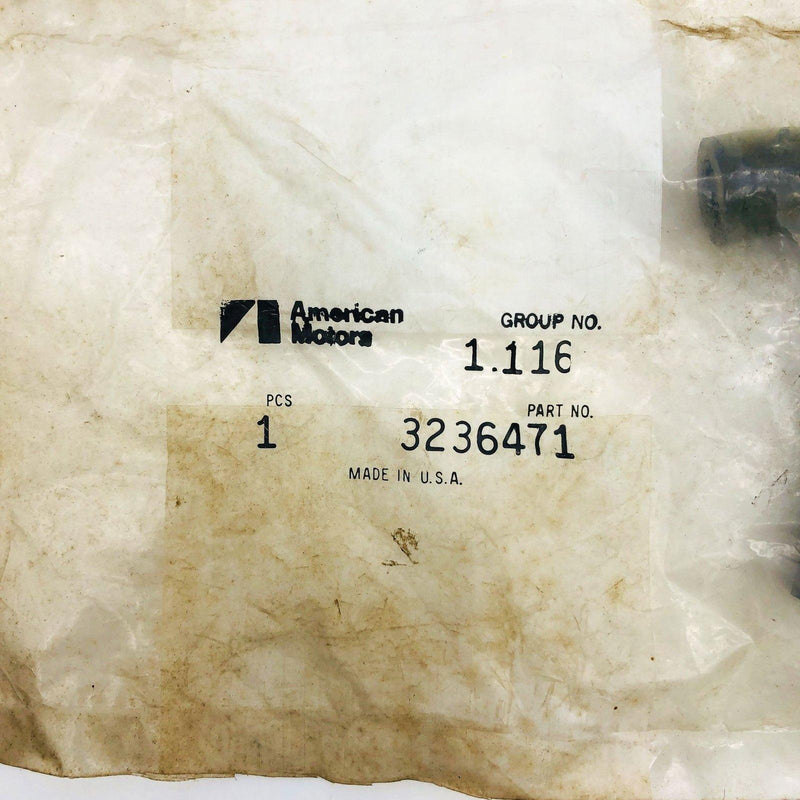 American
Motors
GROUP NO.
1.116
PCS
1
PART NO.
3236471
MADE IN U.S.A.